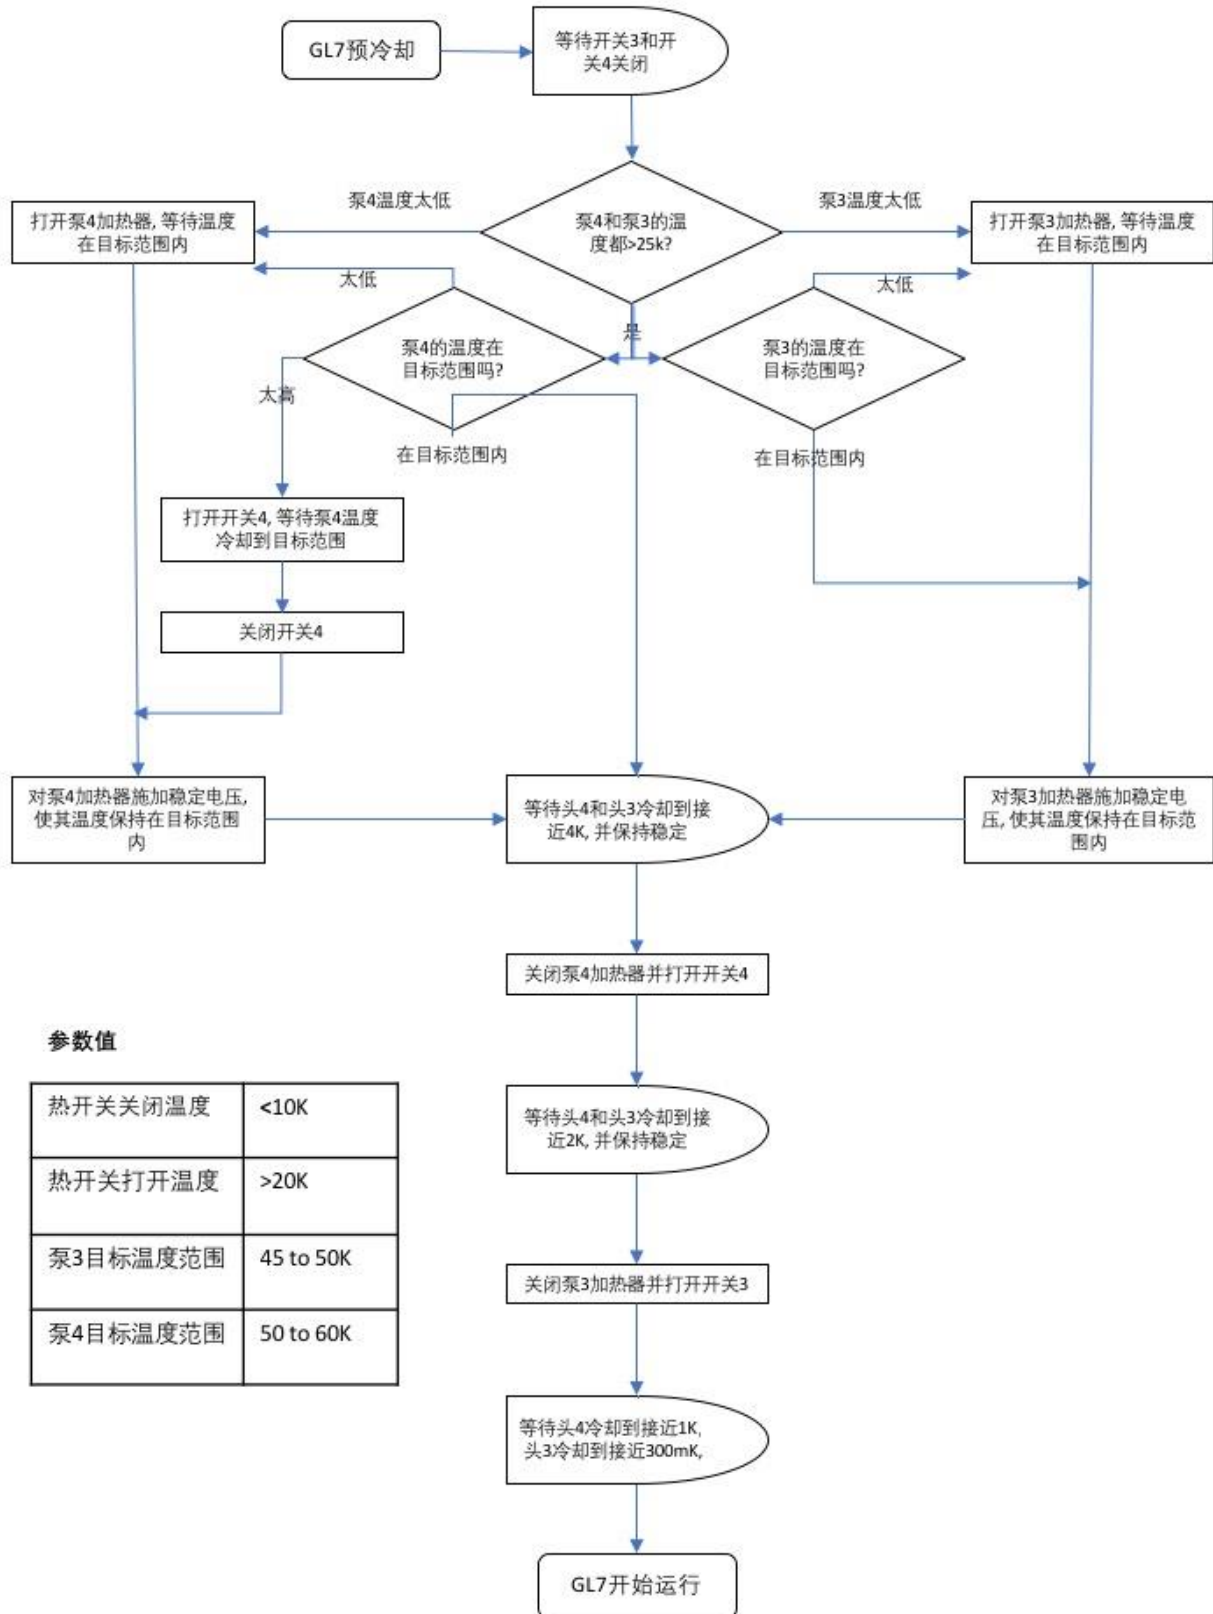 GL7预冷却
等待开关3和开
关4关闭
泵4温度太低
泵3温度太低
打开泵4加热器, 等待温度
在目标范围内
泵4和泵3的温
度都>25k?
打开泵3加热器, 等待温度
在目标范围内
太低
太低
是
泵4的温度在
目标范围吗?
泵3的温度在
目标范围吗?
太高
在目标范围内
在目标范围内
打开开关4, 等待泵4温度
冷却到目标范围
关闭开关4
对泵4加热器施加稳定电压,
使其温度保持在目标范围
内
等待头4和头3冷却到接
近4K, 并保持稳定
对泵3加热器施加稳定电
压, 使其温度保持在目标范
围内
关闭泵4加热器并打开开关4
参数值
热开关关闭温度 <10K
热开关打开温度 >20K
泵3目标温度范围 45 to 50K
泵4目标温度范围 50 to 60K
等待头4和头3冷却到接
近2K, 并保持稳定
关闭泵3加热器并打开开关3
等待头4冷却到接近1K,
头3冷却到接近300mK,
GL7开始运行